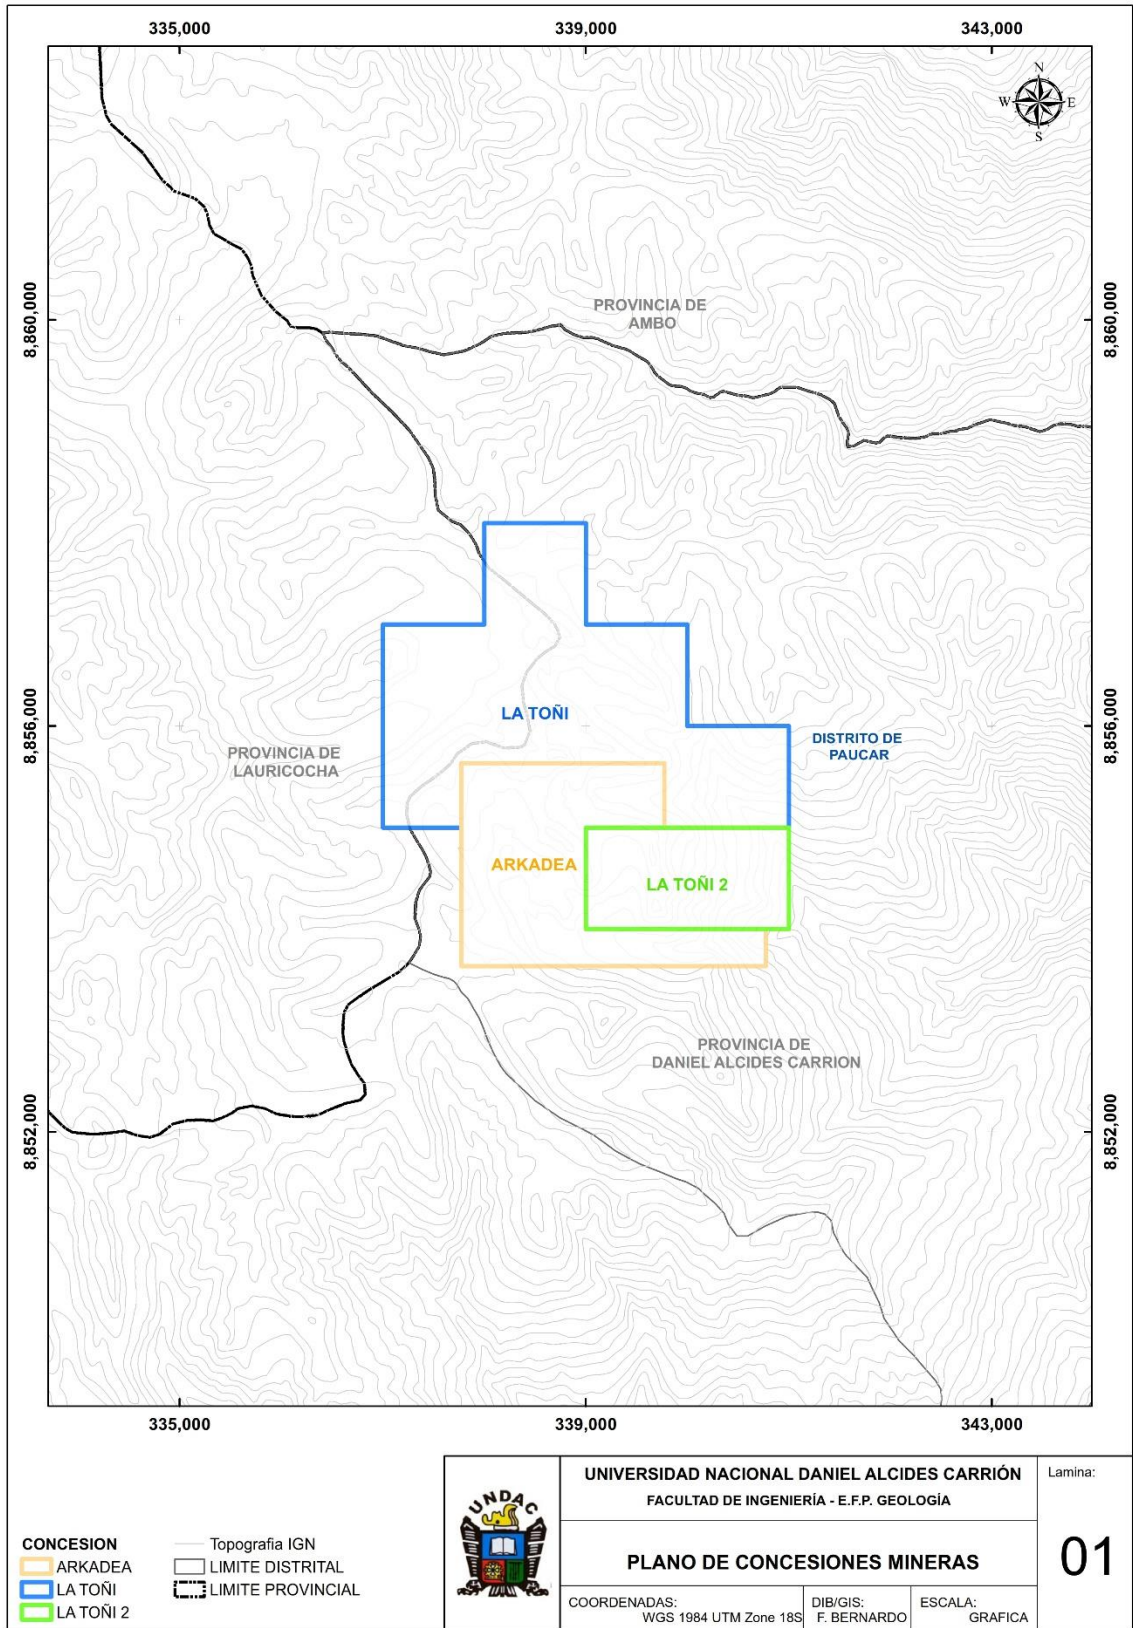 335,000
339,000
343,000
N
W
E
S
8,860,000
8,860,000
PROVINCIA DE
AMBO
8,856,000
8,856,000
LA TOÑI
DISTRITO DE
PAUCAR
PROVINCIA DE
LAURICOCHA
ARKADEA
LA TOÑI 2
PROVINCIA DE
DANIEL ALCIDES CARRION
8,852,000
8,852,000
335,000
339,000
343,000
CONCESION
ARKADEA
LA TOÑI
LA TOÑI 2
Topografia IGN
LIMITE DISTRITAL
LIMITE PROVINCIAL
UNDAC
UNIVERSIDAD NACIONAL DANIEL ALCIDES CARRIÓN
FACULTAD DE INGENIERÍA - E.F.P. GEOLOGÍA
PLANO DE CONCESIONES MINERAS
COORDENADAS:
WGS 1984 UTM Zone 18S
DIB/GIS:
F. BERNARDO
ESCALA:
GRAFICA
Lamina:
01